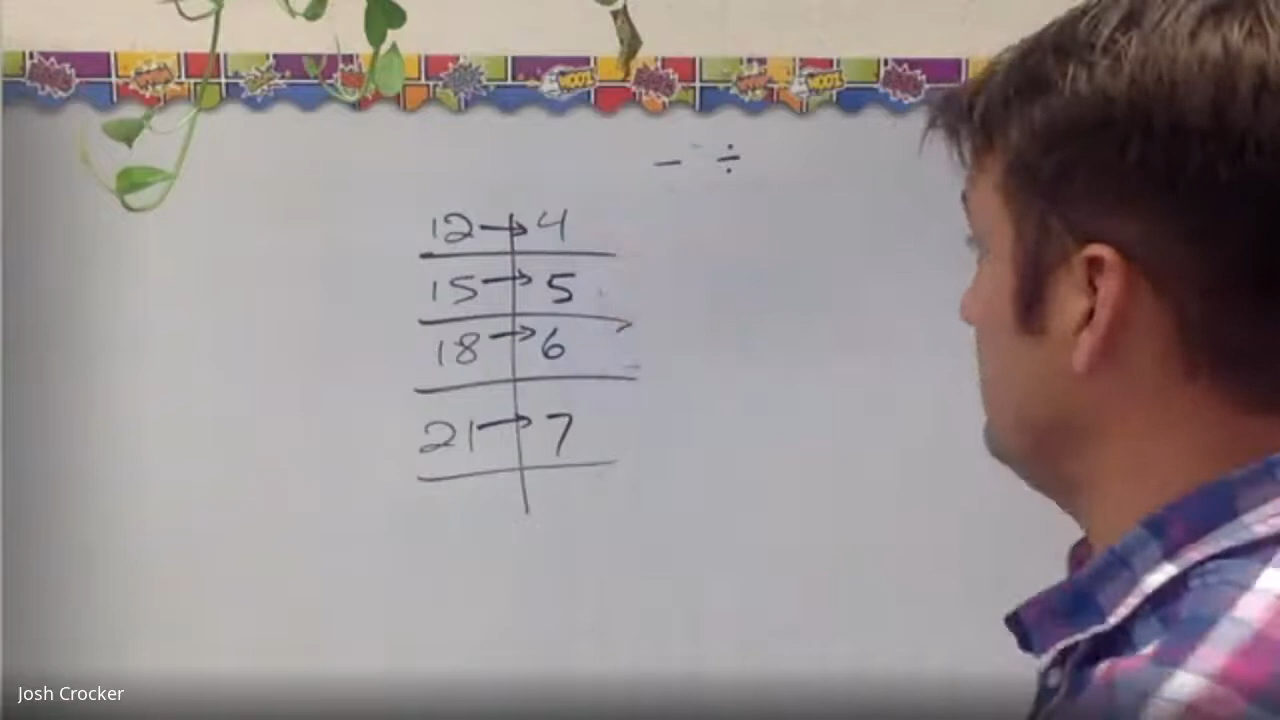 − ÷
12 → 4
15 → 5
18 → 6
21 → 7
Josh Crocker